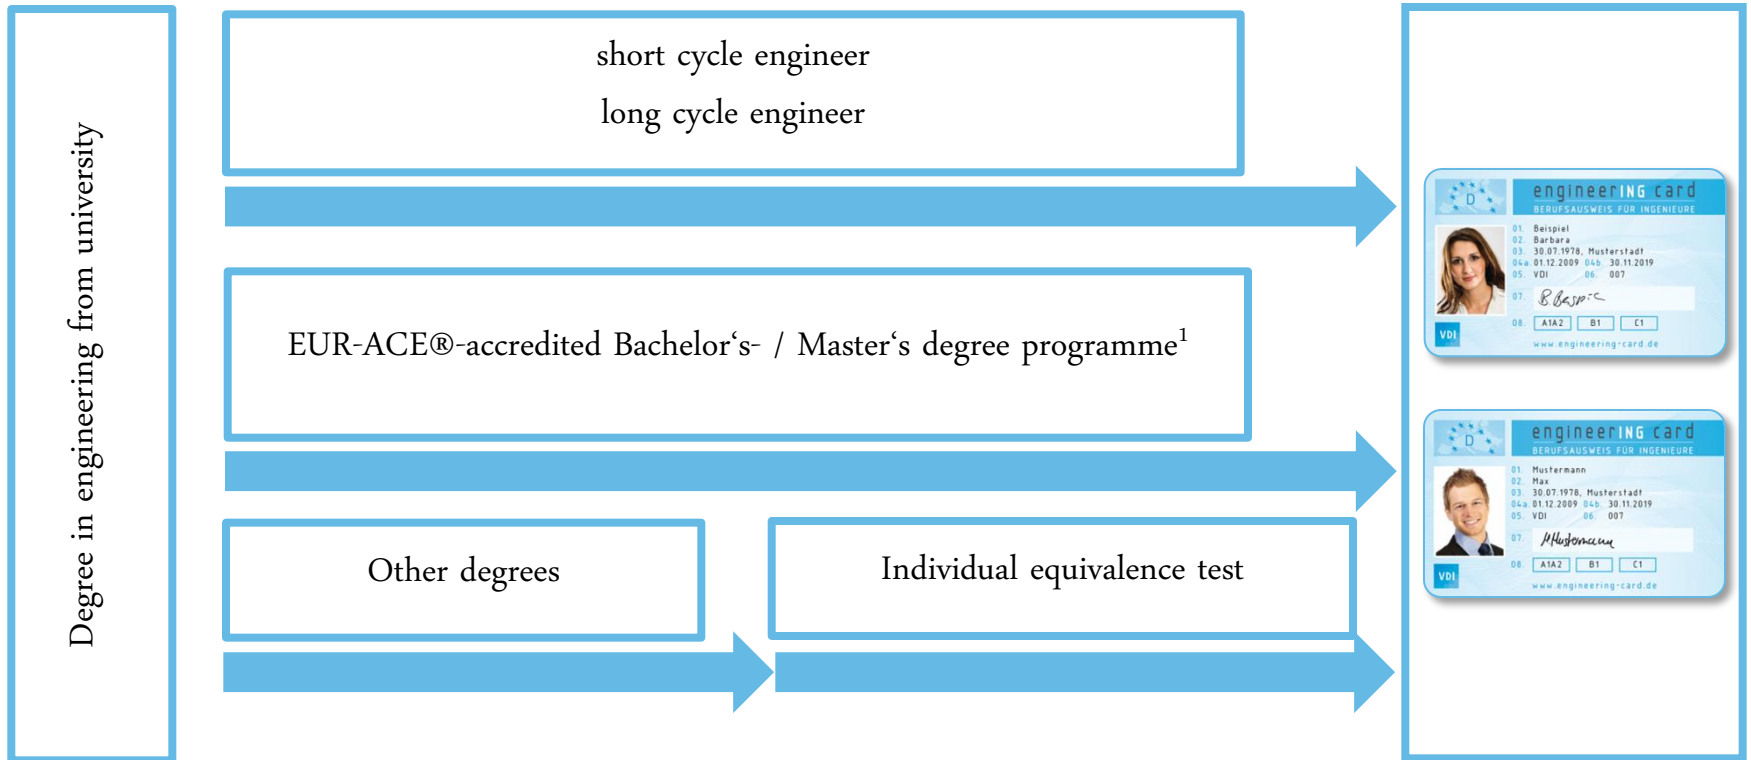 Degree in engineering from university
short cycle engineer
long cycle engineer
EUR-ACE®-accredited Bachelor‘s- / Master‘s degree programme¹
Other degrees
Individual equivalence test
D
engineerING card
BERUFSAUSWEIS FÜR INGENIEURE
01. Beispiel
02. Barbara
03. 30.07.1978, Musterstadt
04a. 01.12.2009 04b. 30.11.2019
05. VDI 06. 007
07. B. Beispiel
08. A1A2 B1 C1
VDI
www.engineering-card.de
D
engineerING card
BERUFSAUSWEIS FÜR INGENIEURE
01. Mustermann
02. Max
03. 30.07.1978, Musterstadt
04a. 01.12.2009 04b. 30.11.2019
05. VDI 06. 007
07. M Mustermann
08. A1A2 B1 C1
VDI
www.engineering-card.de